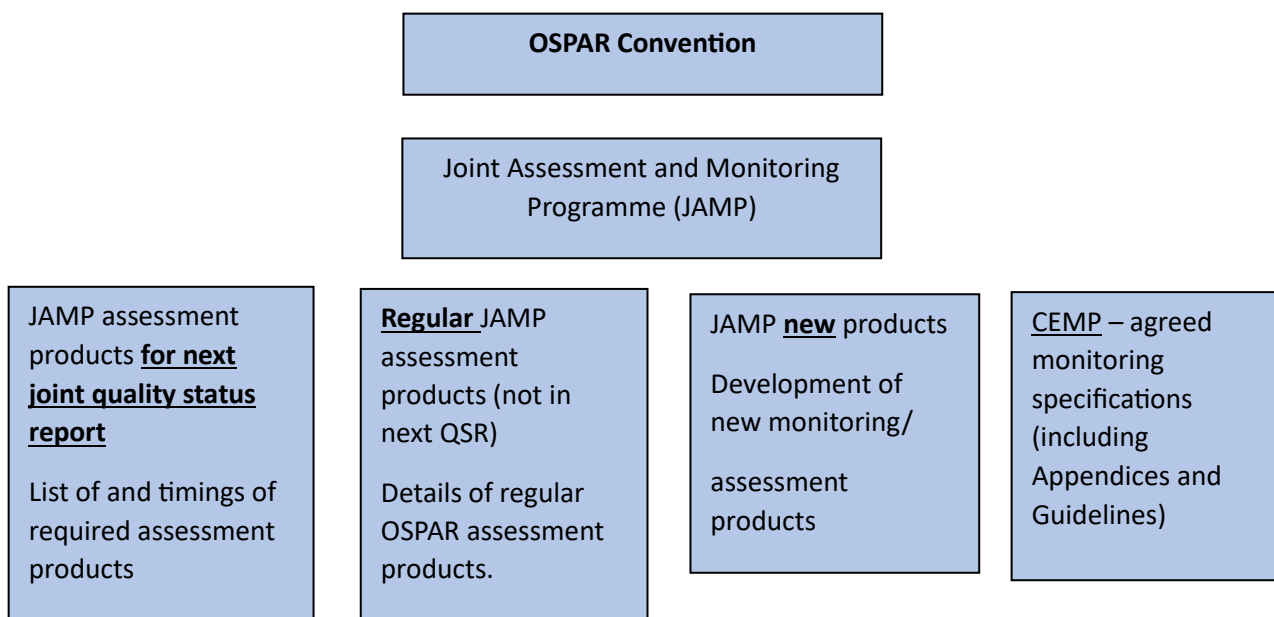 OSPAR Convention
Joint Assessment and Monitoring
Programme (JAMP)
JAMP assessment
products for next
joint quality status
report
List of and timings of
required assessment
products
Regular JAMP
assessment
products (not in
next QSR)
Details of regular
OSPAR assessment
products.
JAMP new products
Development of
new monitoring/
assessment
products
CEMP – agreed
monitoring
specifications
(including
Appendices and
Guidelines)